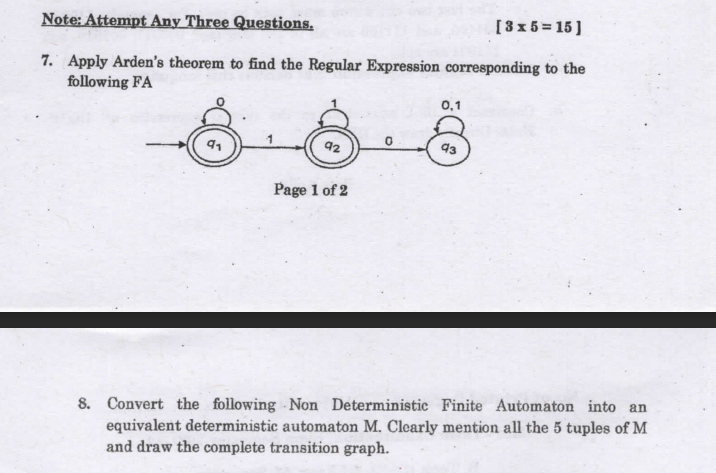 Note: Attempt Any Three Questions. [ 3 x 5 = 15 ]
7. Apply Arden's theorem to find the Regular Expression corresponding to the
following FA
0 1 0,1
q1 1 q2 0 q3
Page 1 of 2
8. Convert the following Non Deterministic Finite Automaton into an
equivalent deterministic automaton M. Clearly mention all the 5 tuples of M
and draw the complete transition graph.